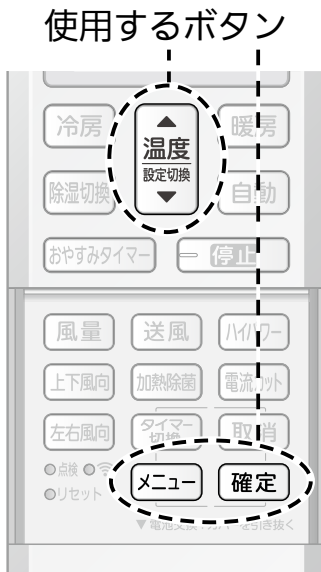 使用するボタン
冷房
▲
温度
設定切換
▼
暖房
除湿切換
自動
おやすみタイマー
停止
風量
送風
ハイパワー
上下風向
加熱除菌
電流カット
左右風向
タイマー
切換
取消
点検
リセット
メニュー
確定